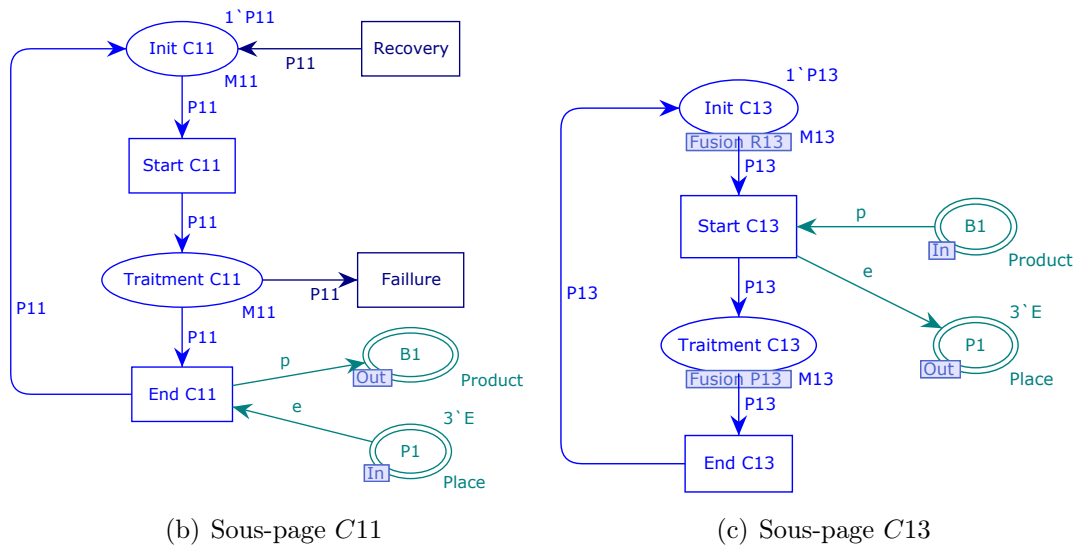 1`P11
Init C11
Recovery
P11
M11
P11
Start C11
P11
P11
Traitment C11
Faillure
P11
M11
P11
B1
Out
Product
p
End C11
e
3`E
P1
In
Place
(b) Sous-page C11
1`P13
Init C13
Fusion R13
M13
P13
Start C13
p
B1
In
Product
e
P13
P13
3`E
P1
Out
Place
Traitment C13
Fusion P13
M13
P13
End C13
(c) Sous-page C13